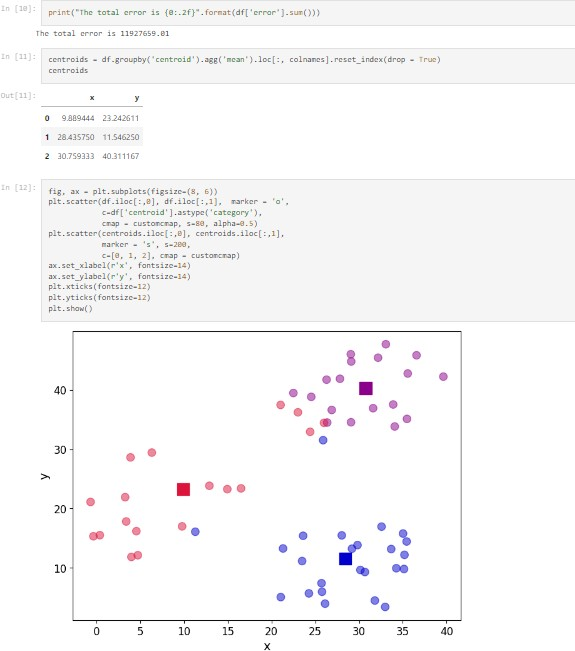 In [10]:
print("The total error is {0:.2f}".format(df['error'].sum()))
The total error is 11927659.01
In [11]:
centroids = df.groupby('centroid').agg('mean').loc[:, colnames].reset_index(drop = True)
centroids
Out[11]:
x y
0 9.889444 23.242611
1 28.435750 11.546250
2 30.759333 40.311167
In [12]:
fig, ax = plt.subplots(figsize=(8, 6))
plt.scatter(df.iloc[:,0], df.iloc[:,1], marker = 'o',
c=df['centroid'].astype('category'),
cmap = customcmap, s=80, alpha=0.5)
plt.scatter(centroids.iloc[:,0], centroids.iloc[:,1],
marker = 's', s=200,
c=[0, 1, 2], cmap = customcmap)
ax.set_xlabel(r'x', fontsize=14)
ax.set_ylabel(r'y', fontsize=14)
plt.xticks(fontsize=12)
plt.yticks(fontsize=12)
plt.show()
40
30
y
20
10
0 5 10 15 20 25 30 35 40
x